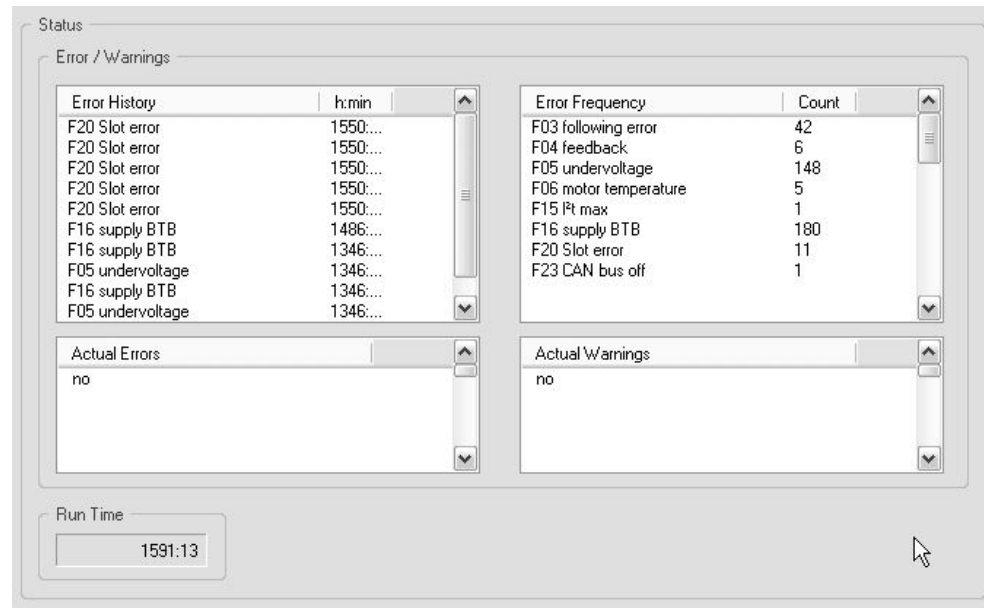 Status
Error / Warnings
Error History h:min
F20 Slot error 1550:...
F20 Slot error 1550:...
F20 Slot error 1550:...
F20 Slot error 1550:...
F20 Slot error 1550:...
F16 supply BTB 1486:...
F16 supply BTB 1346:...
F05 undervoltage 1346:...
F16 supply BTB 1346:...
F05 undervoltage 1346:...
Error Frequency Count
F03 following error 42
F04 feedback 6
F05 undervoltage 148
F06 motor temperature 5
F15 I²t max 1
F16 supply BTB 180
F20 Slot error 11
F23 CAN bus off 1
Actual Errors
no
Actual Warnings
no
Run Time
1591:13